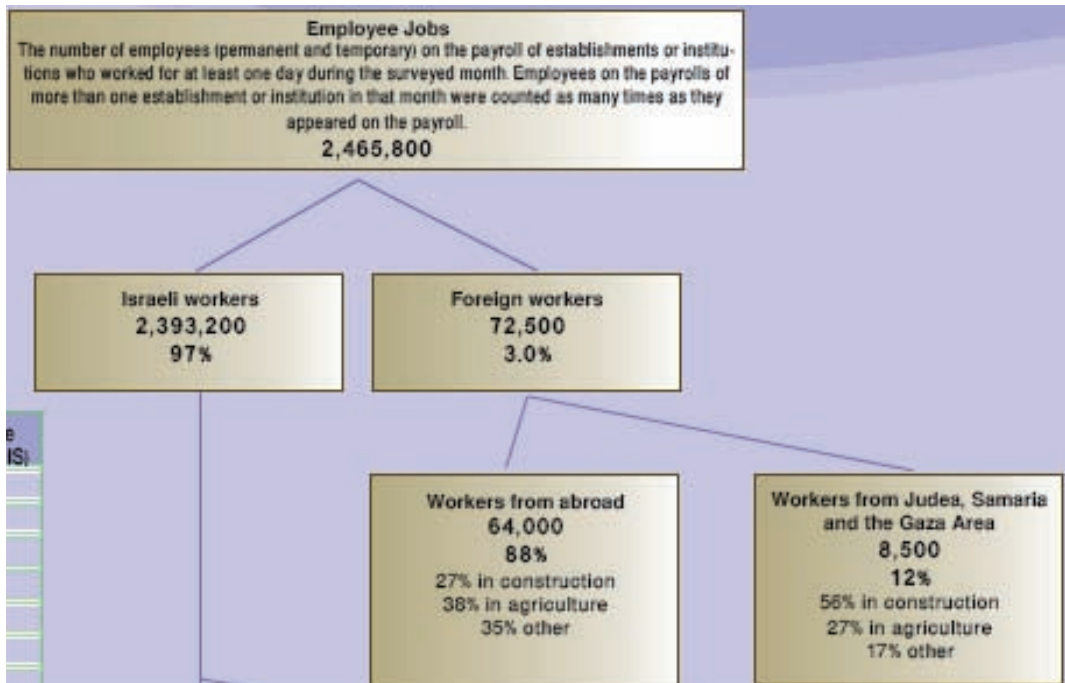 Employee Jobs
The number of employees (permanent and temporary) on the payroll of establishments or institu-
tions who worked for at least one day during the surveyed month. Employees on the payrolls of
more than one establishment or institution in that month were counted as many times as they
appeared on the payroll.
2,465,800
Israeli workers
2,393,200
97%
Foreign workers
72,500
3.0%
e
IS)
Workers from abroad
64,000
88%
27% in construction
38% in agriculture
35% other
Workers from Judea, Samaria
and the Gaza Area
8,500
12%
56% in construction
27% in agriculture
17% other